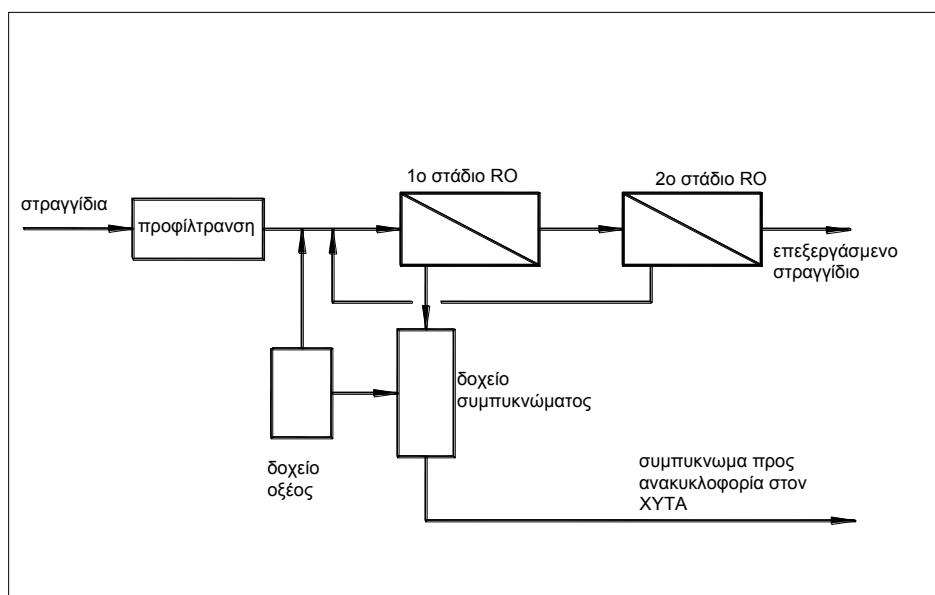 1ο στάδιο RO
2ο στάδιο RO
στραγγίδια
προφίλτρανση
επεξεργάσμενο
στραγγίδιο
δοχείο
συμπυκνώματος
δοχείο
οξέος
συμπυκνωμα προς
ανακυκλοφορία στον
ΧΥΤΑ